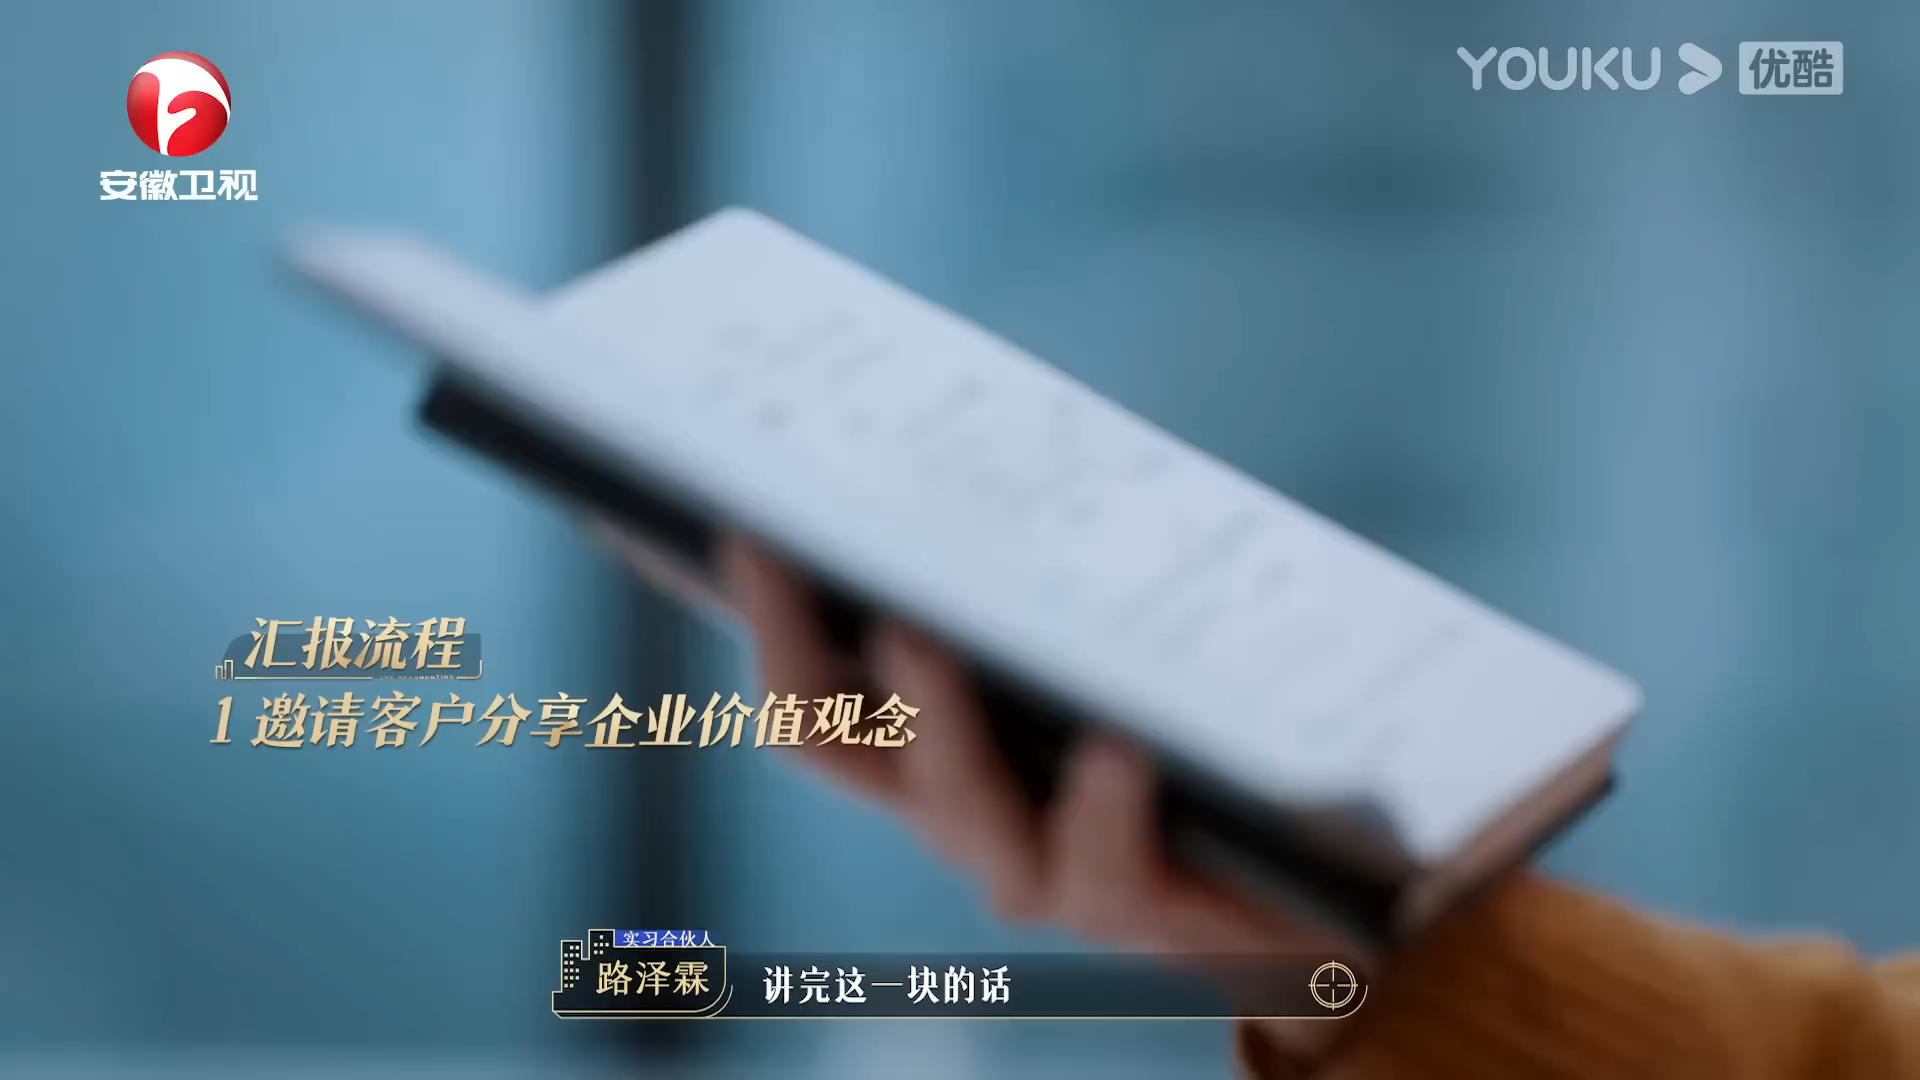 安徽卫视
YOUKU 优酷
汇报流程
1 邀请客户分享企业价值观念
实习合伙人
路泽霖
讲完这一块的话